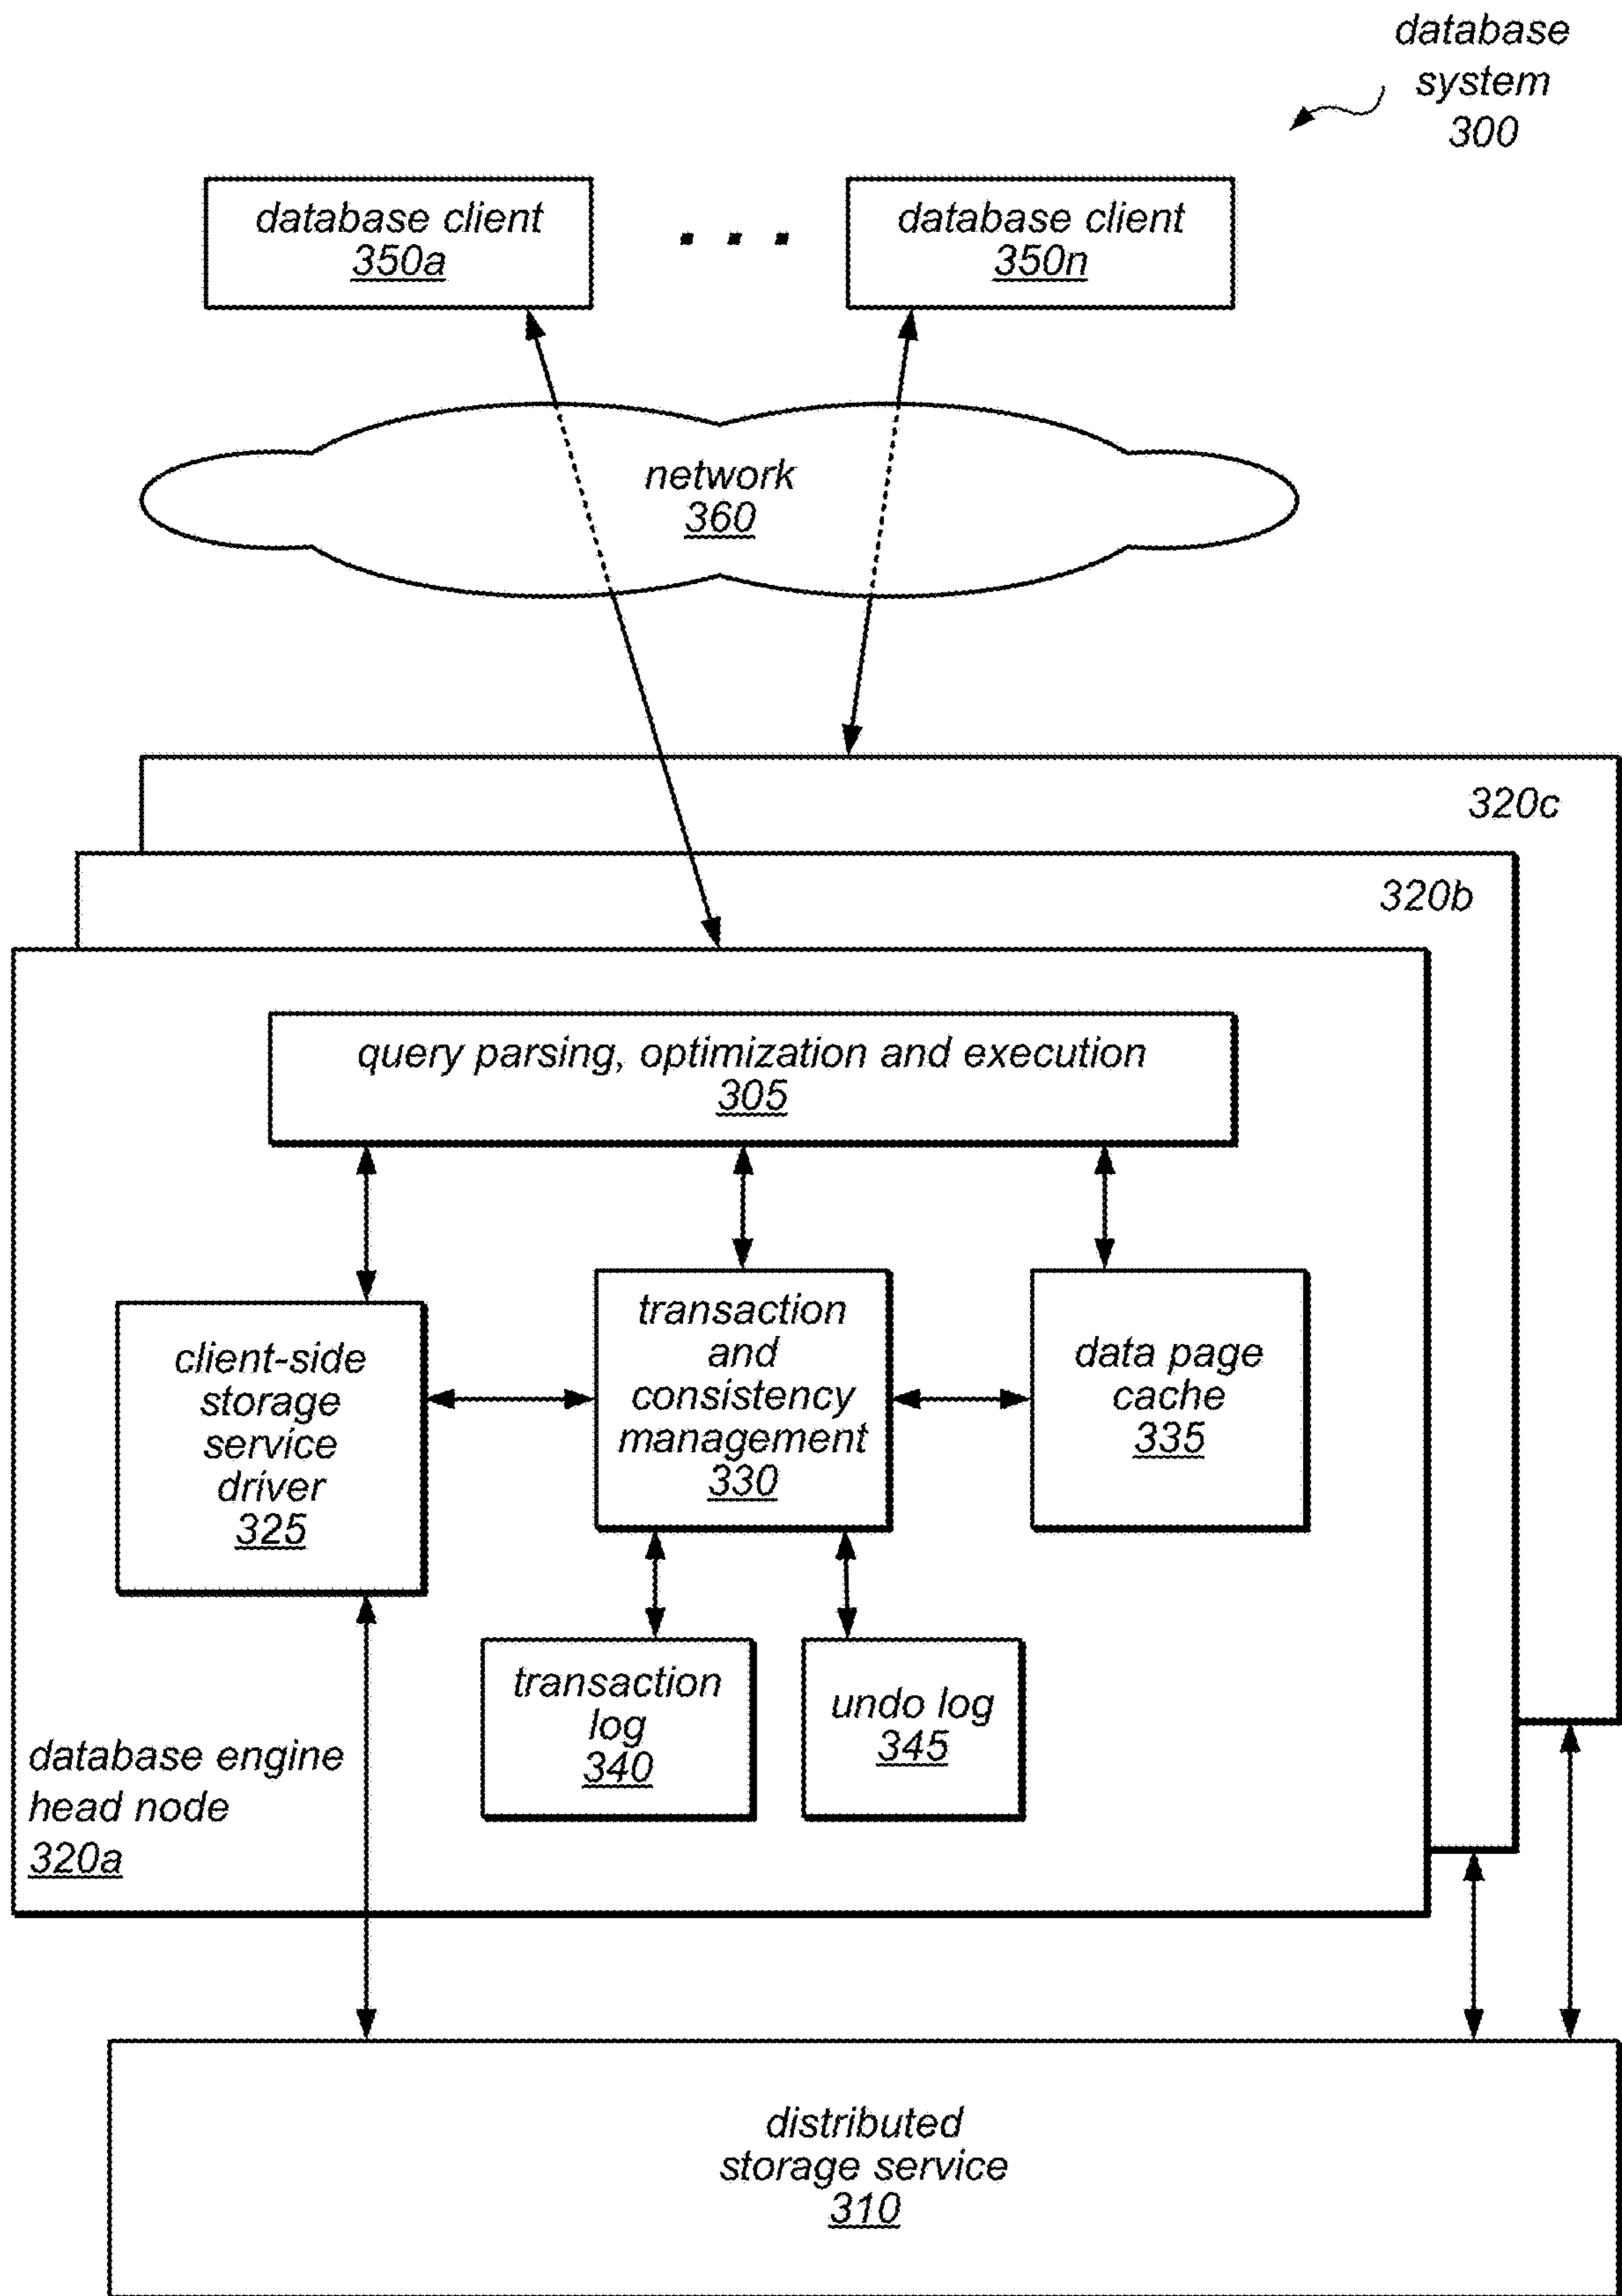 database
system
300
database client
350a
. . .
database client
350n
network
360
320c
320b
query parsing, optimization and execution
305
client-side
storage
service
driver
325
transaction
and
consistency
management
330
data page
cache
335
transaction
log
340
undo log
345
database engine
head node
320a
distributed
storage service
310